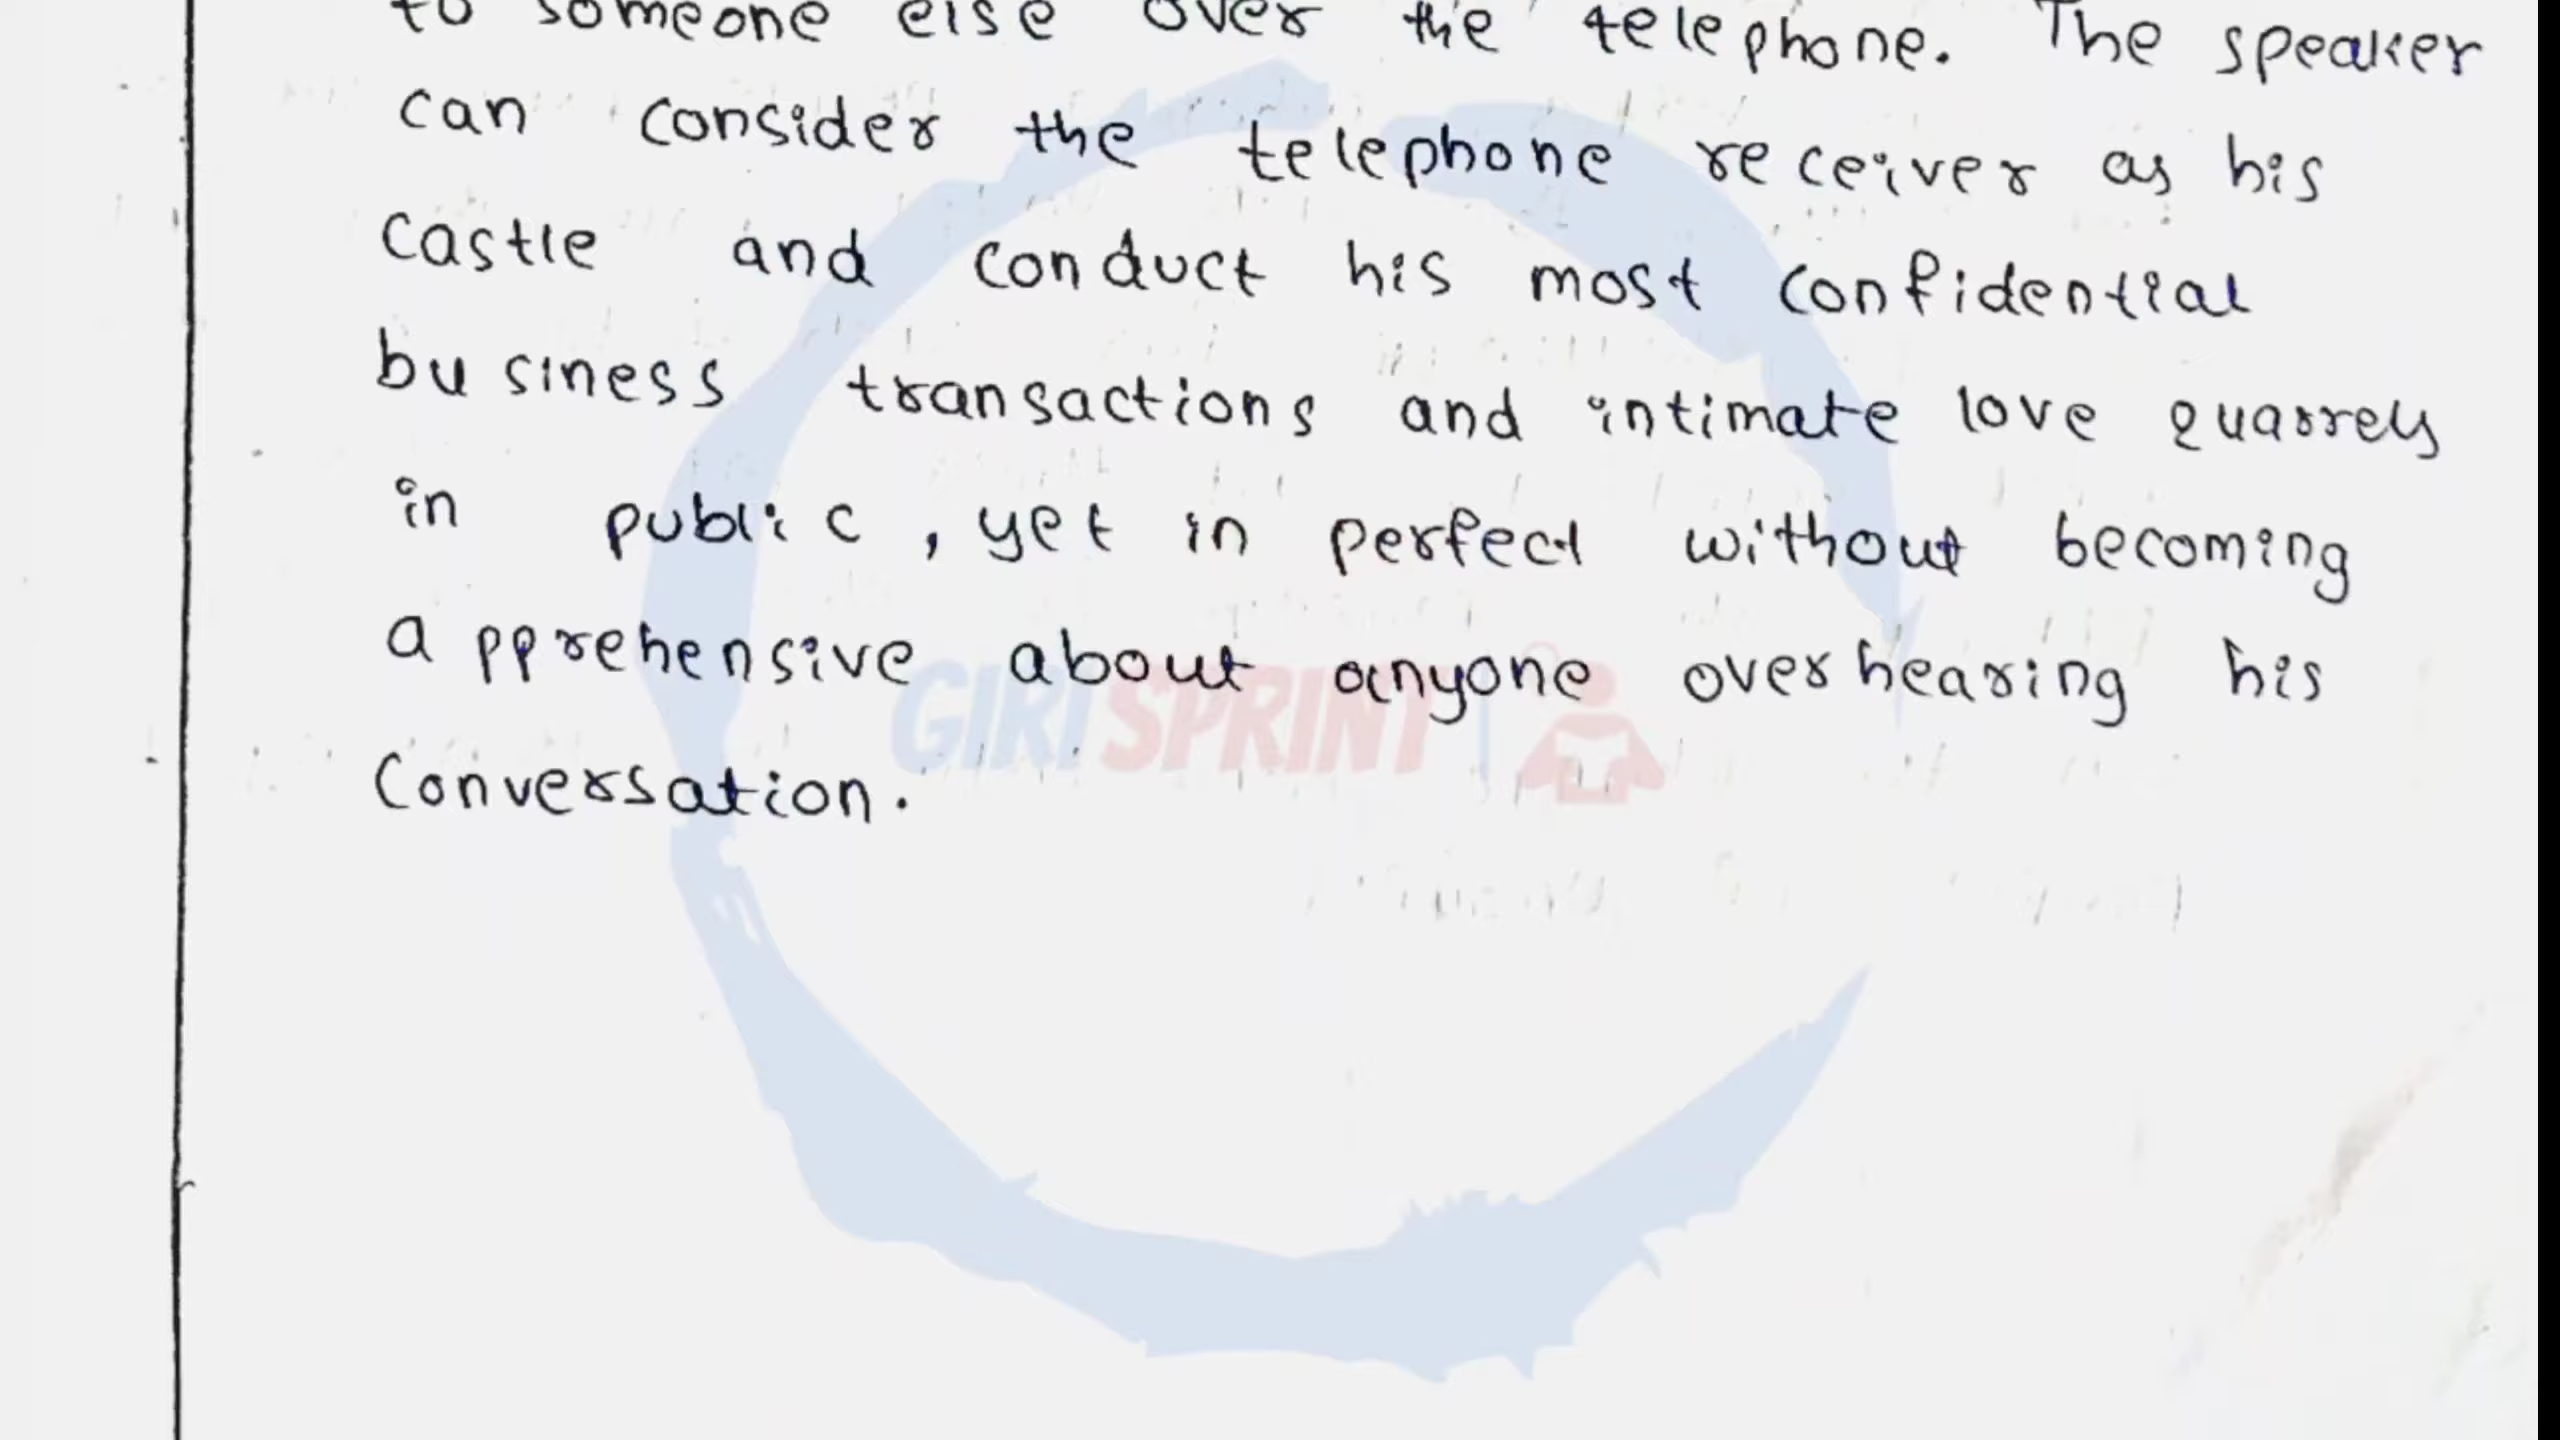 to someone else over the telephone. The speaker
can consider the telephone receiver as his
castle and conduct his most confidential
business transactions and intimate love quarrels
in public, yet in perfect without becoming
apprehensive about anyone overhearing his
GIRISPRINT
Conversation.